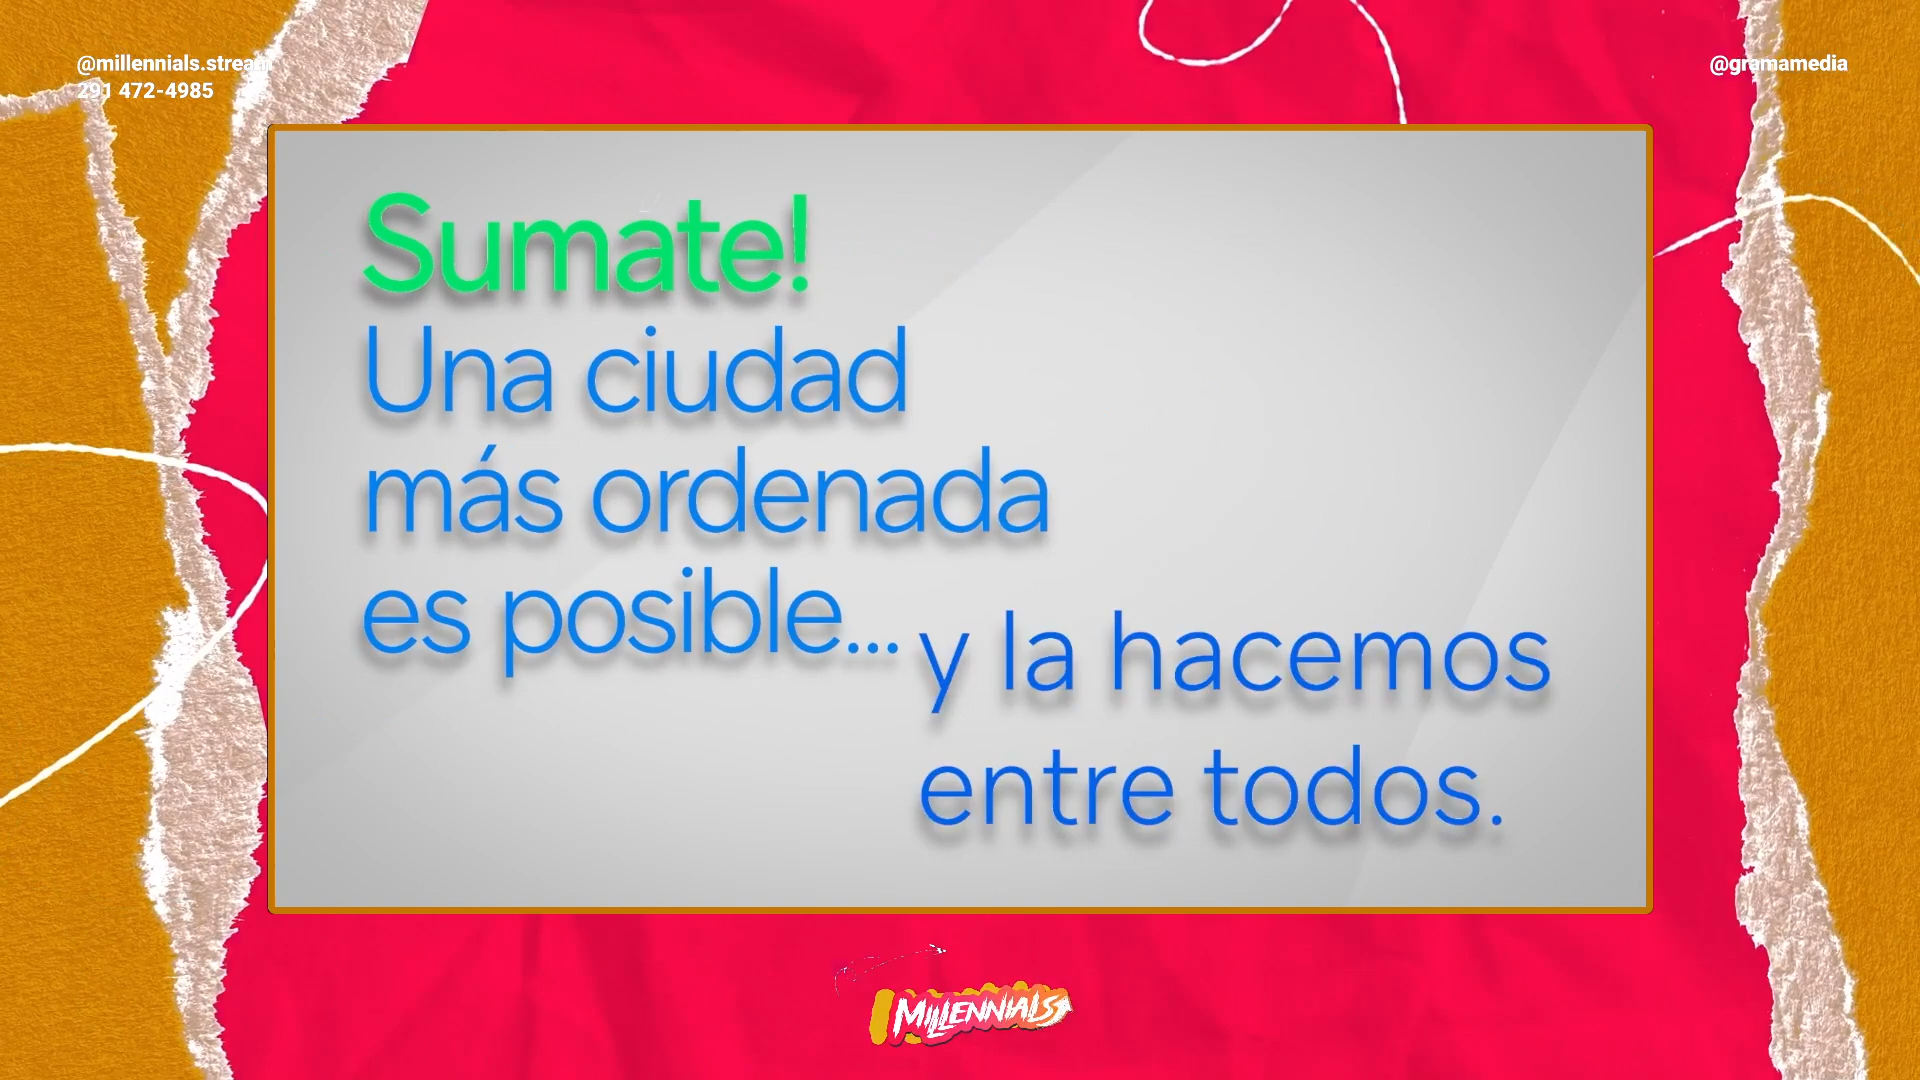 @millennials.stream
291 472-4985
@gramamedia
Sumate!
Una ciudad
más ordenada
es posible...
y la hacemos
entre todos.
MILLENNIALS